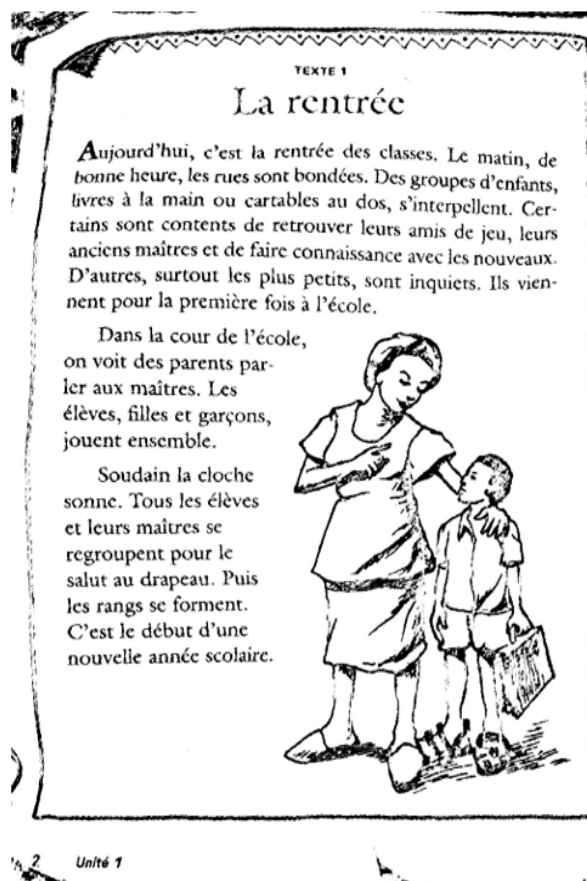 TEXTE 1
La rentrée
Aujourd'hui, c'est la rentrée des classes. Le matin, de
bonne heure, les rues sont bondées. Des groupes d'enfants,
livres à la main ou cartables au dos, s'interpellent. Cer-
tains sont contents de retrouver leurs amis de jeu, leurs
anciens maîtres et de faire connaissance avec les nouveaux.
D'autres, surtout les plus petits, sont inquiets. Ils vien-
nent pour la première fois à l'école.
Dans la cour de l'école,
on voit des parents par-
ler aux maîtres. Les
élèves, filles et garçons,
jouent ensemble.
Soudain la cloche
sonne. Tous les élèves
et leurs maîtres se
regroupent pour le
salut au drapeau. Puis
les rangs se forment.
C'est le début d'une
nouvelle année scolaire.
2 Unité 1